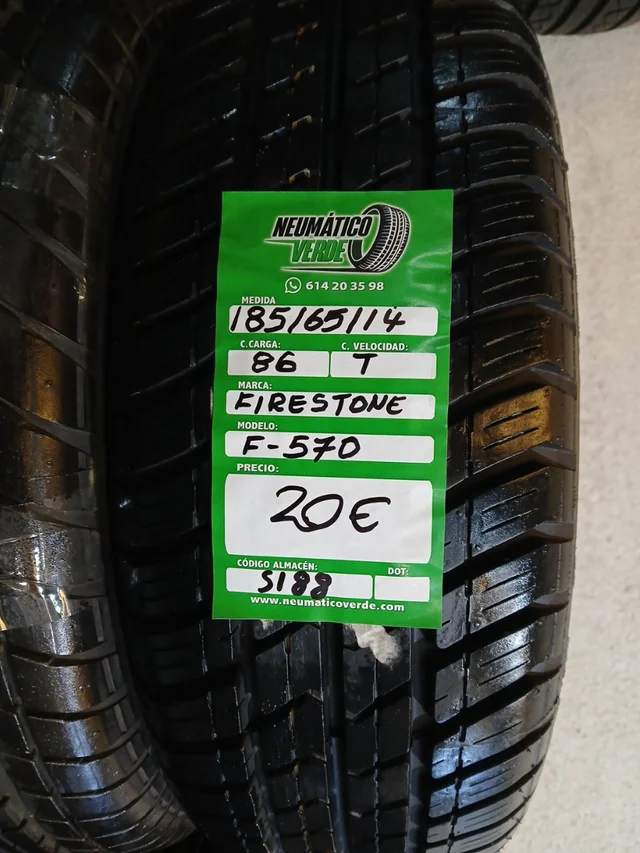 NEUMÁTICO
VERDE
614 20 35 98
MEDIDA
185/65/14
C.CARGA: C. VELOCIDAD:
86 T
MARCA:
FIRESTONE
MODELO:
F-570
PRECIO:
20€
CÓDIGO ALMACÉN: DOT:
S188
www.neumaticoverde.com